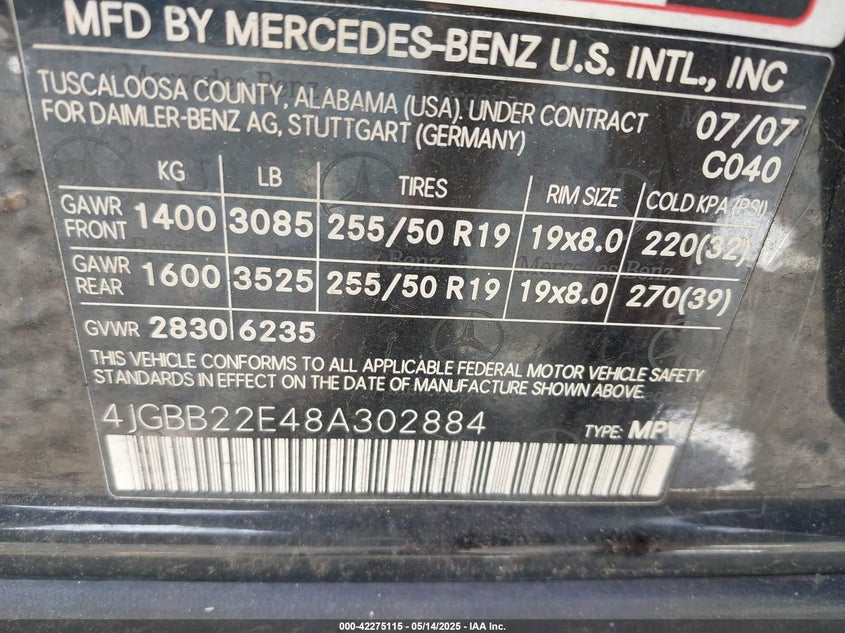 MFD BY MERCEDES-BENZ U.S. INTL., INC
TUSCALOOSA COUNTY, ALABAMA (USA). UNDER CONTRACT
FOR DAIMLER-BENZ AG, STUTTGART (GERMANY)
07/07
C040
KG LB TIRES RIM SIZE COLD KPA (PSI)
GAWR FRONT 1400 3085 255/50 R19 19x8.0 220(32)
GAWR REAR 1600 3525 255/50 R19 19x8.0 270(39)
GVWR 2830 6235
THIS VEHICLE CONFORMS TO ALL APPLICABLE FEDERAL MOTOR VEHICLE SAFETY
STANDARDS IN EFFECT ON THE DATE OF MANUFACTURE SHOWN ABOVE.
4JGBB22E48A302884 TYPE: MPV
000-42275115 - 05/14/2025 - IAA Inc.